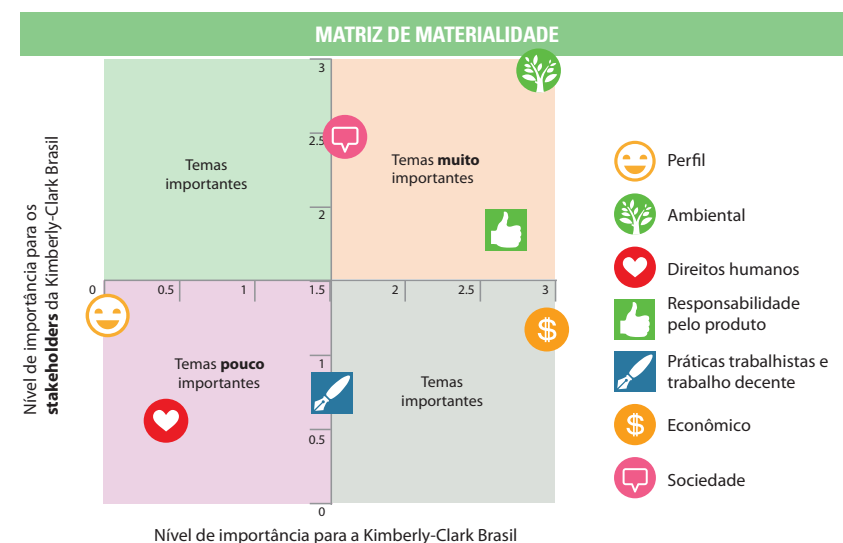 MATRIZ DE MATERIALIDADE
Nível de importância para os
stakeholders da Kimberly-Clark Brasil
3
2.5
2
Temas
importantes
Temas muito
importantes
0
0.5
1
1.5
2
2.5
3
Temas pouco
importantes
1
0.5
0
Temas
importantes
$
Nível de importância para a Kimberly-Clark Brasil
Perfil
Ambiental
Direitos humanos
Responsabilidade
pelo produto
Práticas trabalhistas e
trabalho decente
$
Econômico
Sociedade